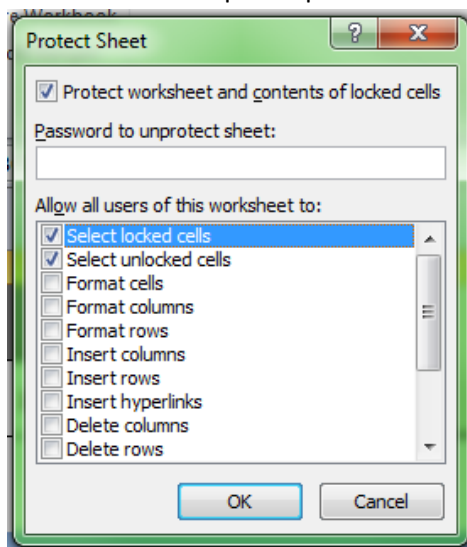 Protect Sheet
Protect worksheet and contents of locked cells
Password to unprotect sheet:
Allow all users of this worksheet to:
Select locked cells
Select unlocked cells
Format cells
Format columns
Format rows
Insert columns
Insert rows
Insert hyperlinks
Delete columns
Delete rows
OK Cancel